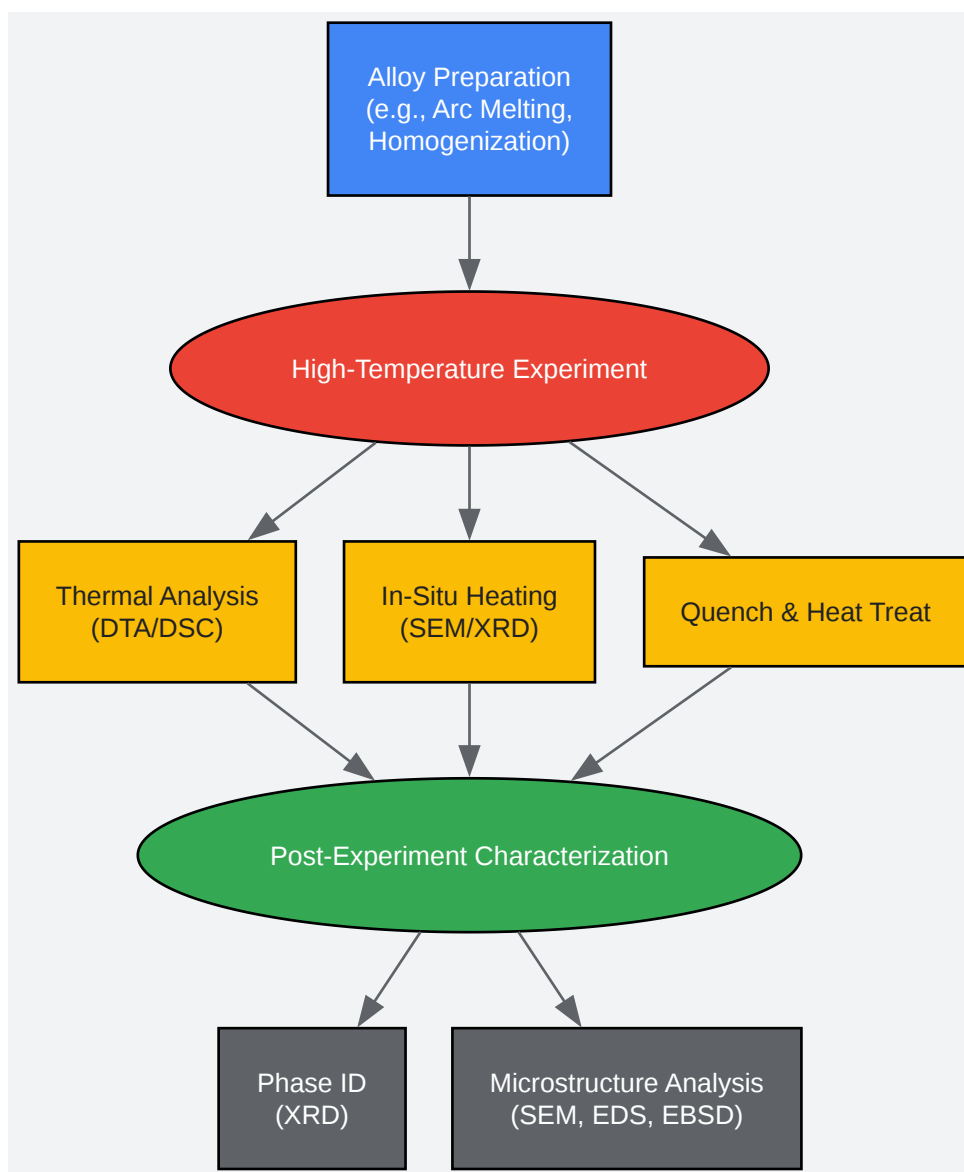 Alloy Preparation
(e.g., Arc Melting,
Homogenization)
High-Temperature Experiment
Thermal Analysis
(DTA/DSC)
In-Situ Heating
(SEM/XRD)
Quench & Heat Treat
Post-Experiment Characterization
Phase ID
(XRD)
Microstructure Analysis
(SEM, EDS, EBSD)